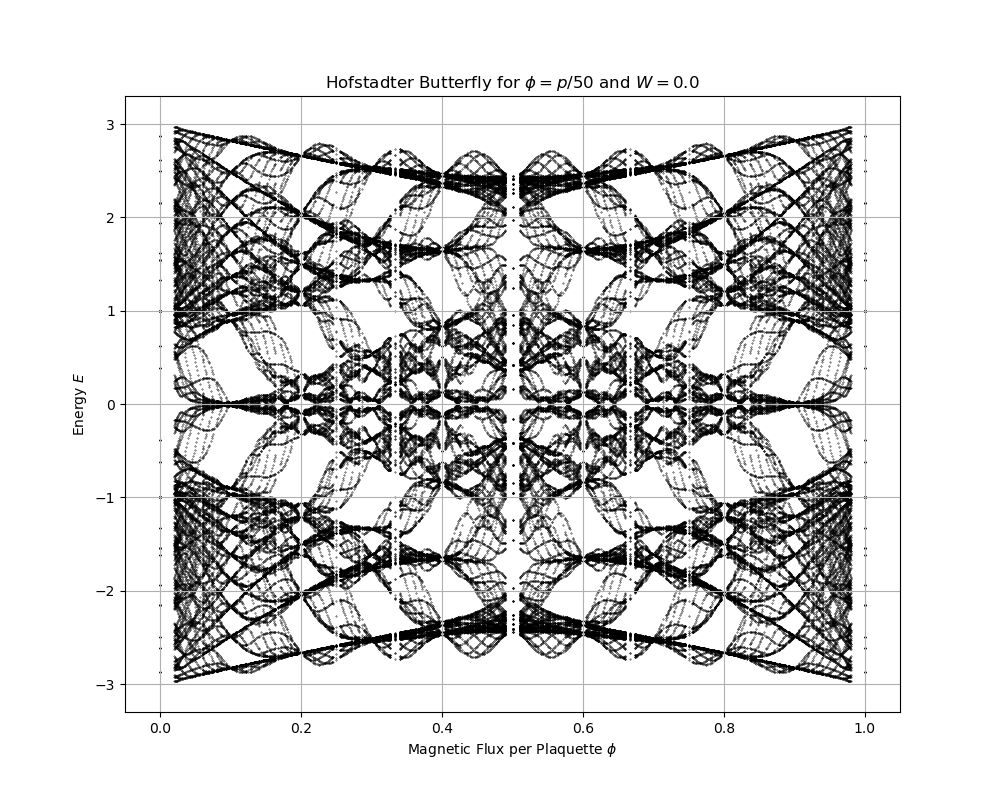 Hofstadter Butterfly for ϕ = p/50 and W = 0.0
3
2
1
0
−1
−2
−3
Energy E
0.0 0.2 0.4 0.6 0.8 1.0
Magnetic Flux per Plaquette ϕ